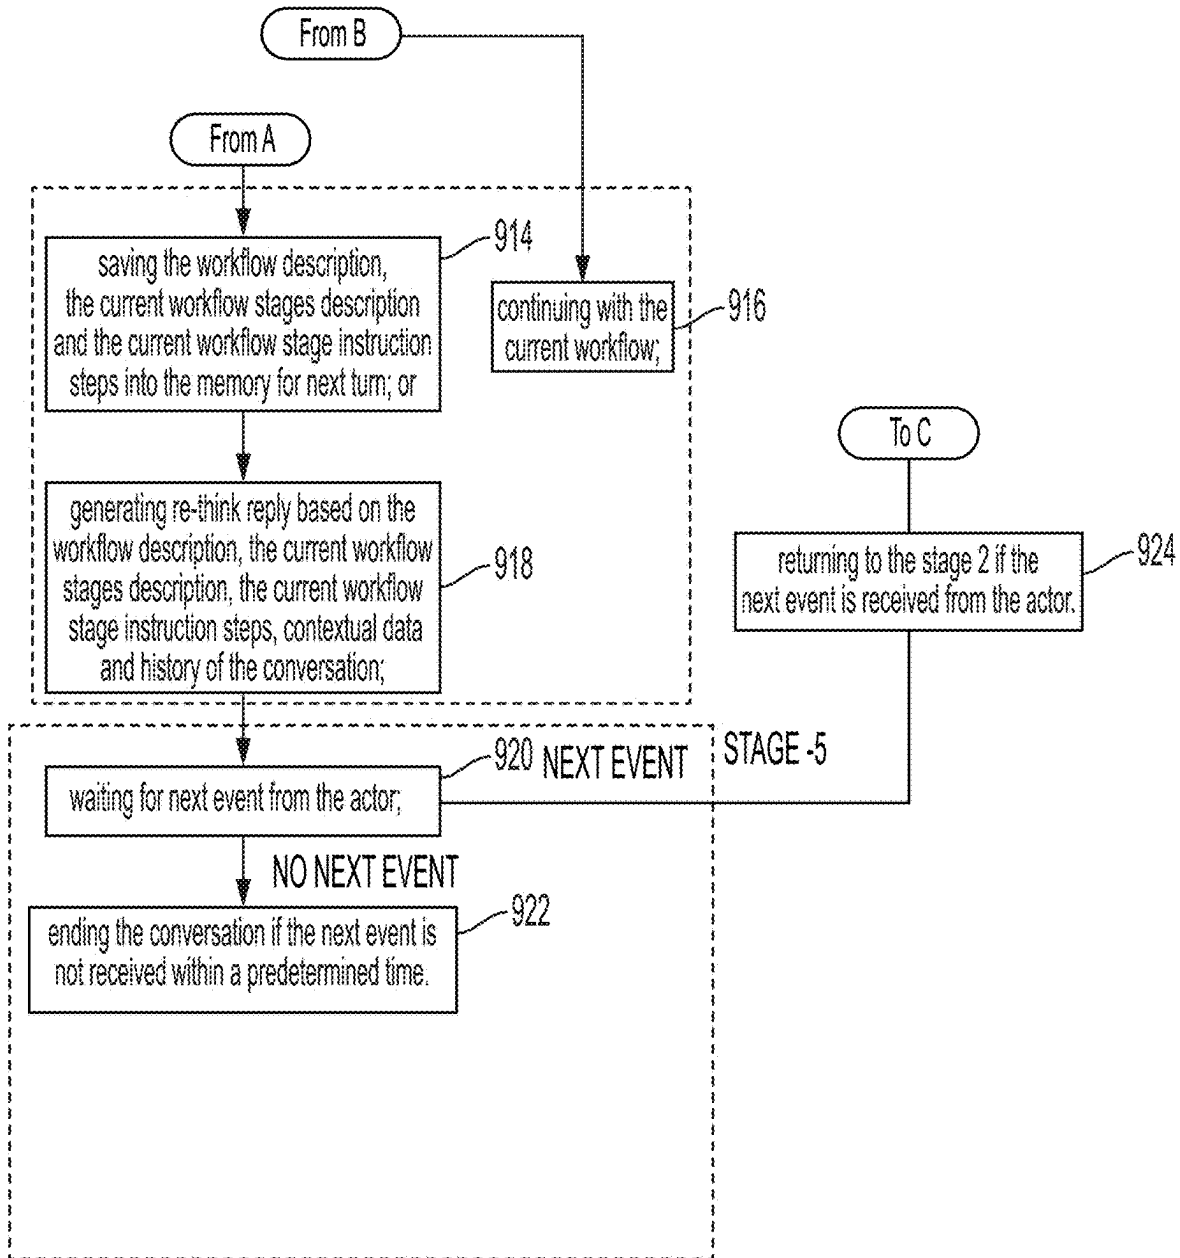 From B
From A
914
saving the workflow description,
the current workflow stages description
and the current workflow stage instruction
steps into the memory for next turn; or
continuing with the
current workflow;
916
To C
generating re-think reply based on the
workflow description, the current workflow
stages description, the current workflow
stage instruction steps, contextual data
and history of the conversation;
918
returning to the stage 2 if the
next event is received from the actor.
924
920
NEXT EVENT
STAGE -5
waiting for next event from the actor;
NO NEXT EVENT
922
ending the conversation if the next event is
not received within a predetermined time.